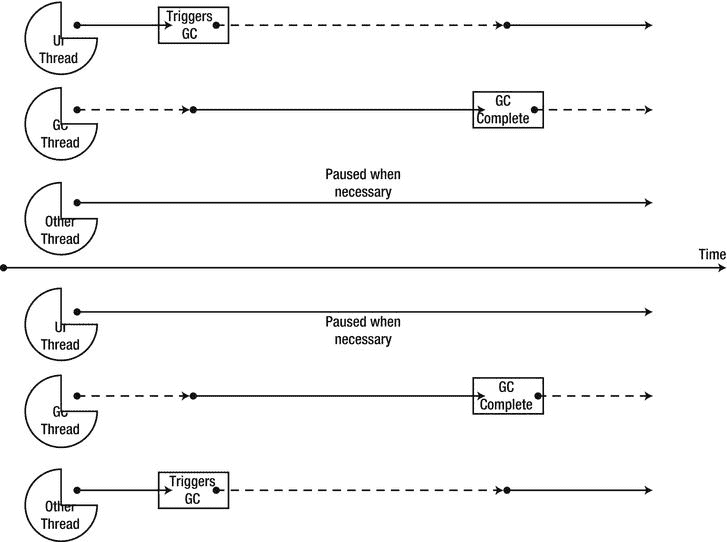 Triggers
GC
UI
Thread
GC
Complete
GC
Thread
Paused when
necessary
Other
Thread
Time
UI
Thread
Paused when
necessary
GC
Complete
GC
Thread
Triggers
GC
Other
Thread